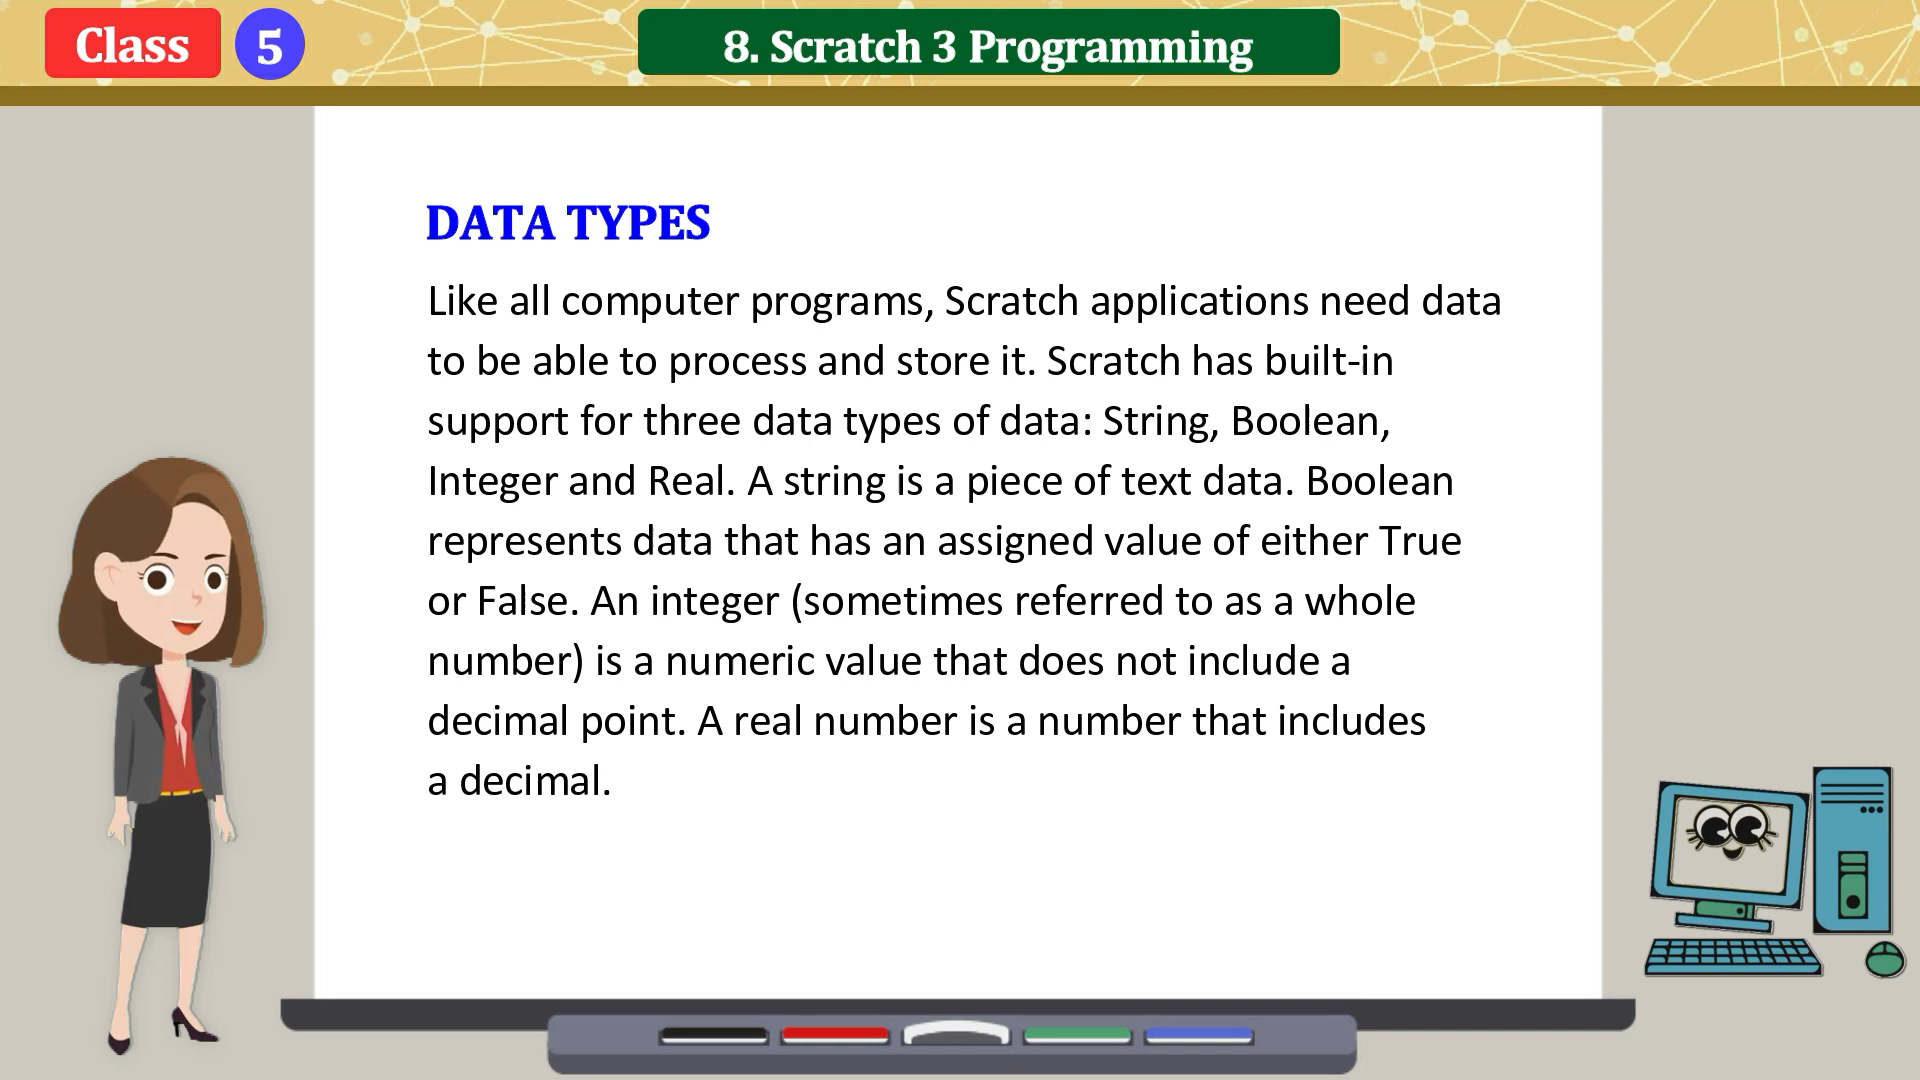 Class 5
8. Scratch 3 Programming
DATA TYPES
Like all computer programs, Scratch applications need data
to be able to process and store it. Scratch has built-in
support for three data types of data: String, Boolean,
Integer and Real. A string is a piece of text data. Boolean
represents data that has an assigned value of either True
or False. An integer (sometimes referred to as a whole
number) is a numeric value that does not include a
decimal point. A real number is a number that includes
a decimal.